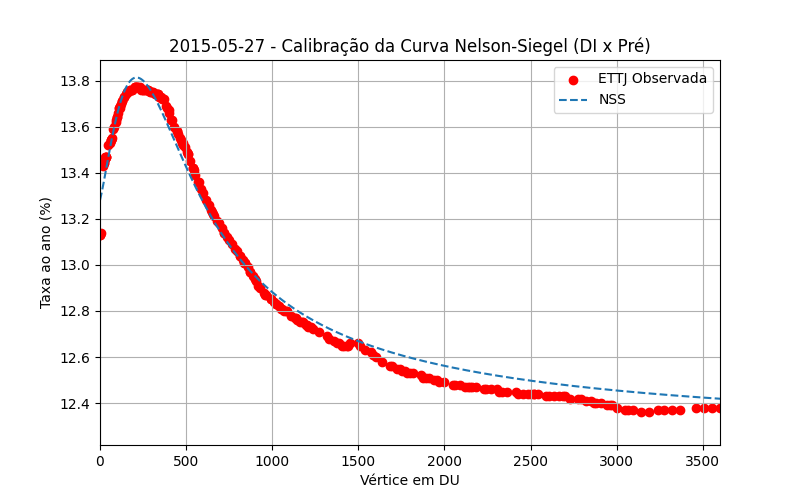 2015-05-27 - Calibração da Curva Nelson-Siegel (DI x Pré)
ETTJ Observada
NSS
Taxa ao ano (%)
13.8
13.6
13.4
13.2
13.0
12.8
12.6
12.4
0 500 1000 1500 2000 2500 3000 3500
Vértice em DU